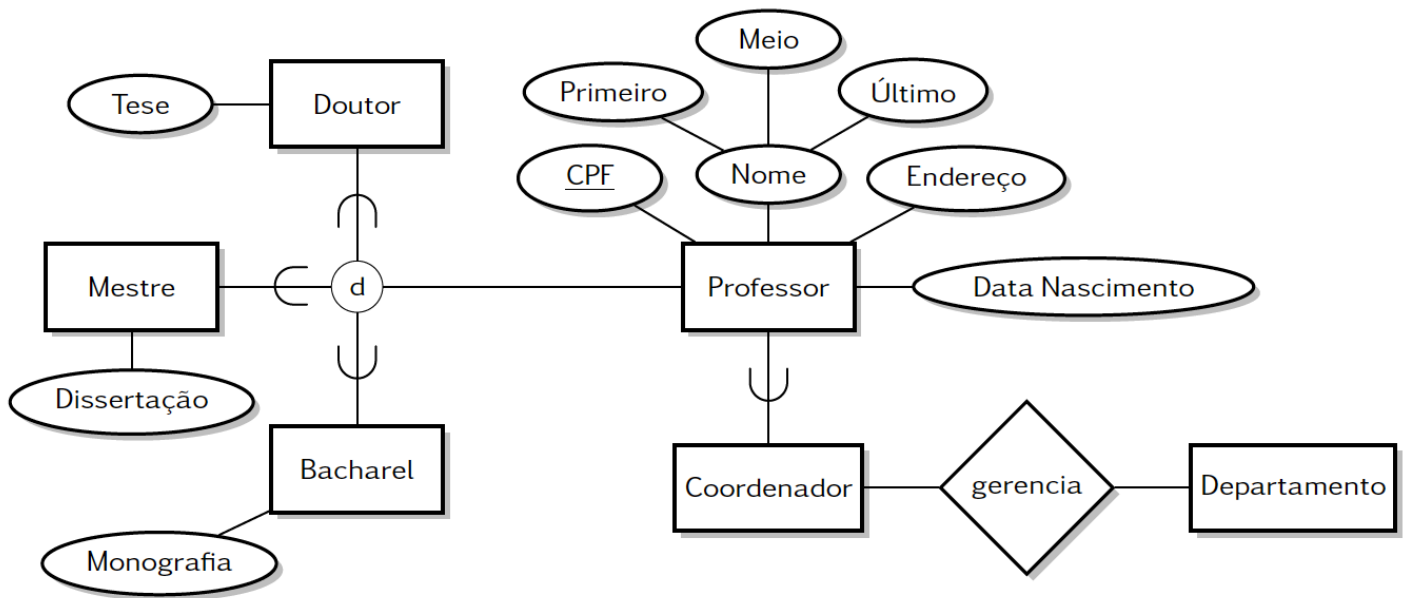 Meio
Tese
Doutor
Primeiro
Último
CPF
Nome
Endereço
Mestre
d
Professor
Data Nascimento
Dissertação
Bacharel
Coordenador
gerencia
Departamento
Monografia